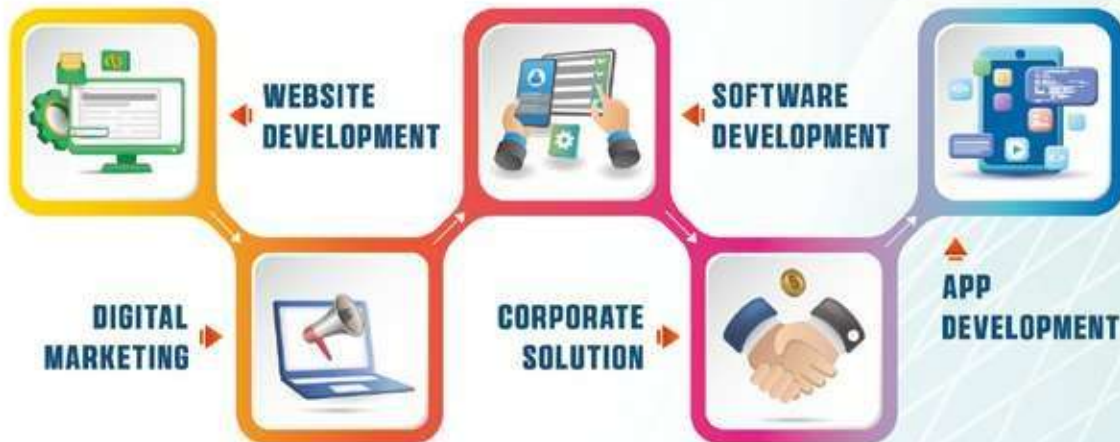 WEBSITE
DEVELOPMENT
SOFTWARE
DEVELOPMENT
DIGITAL
MARKETING
CORPORATE
SOLUTION
APP
DEVELOPMENT